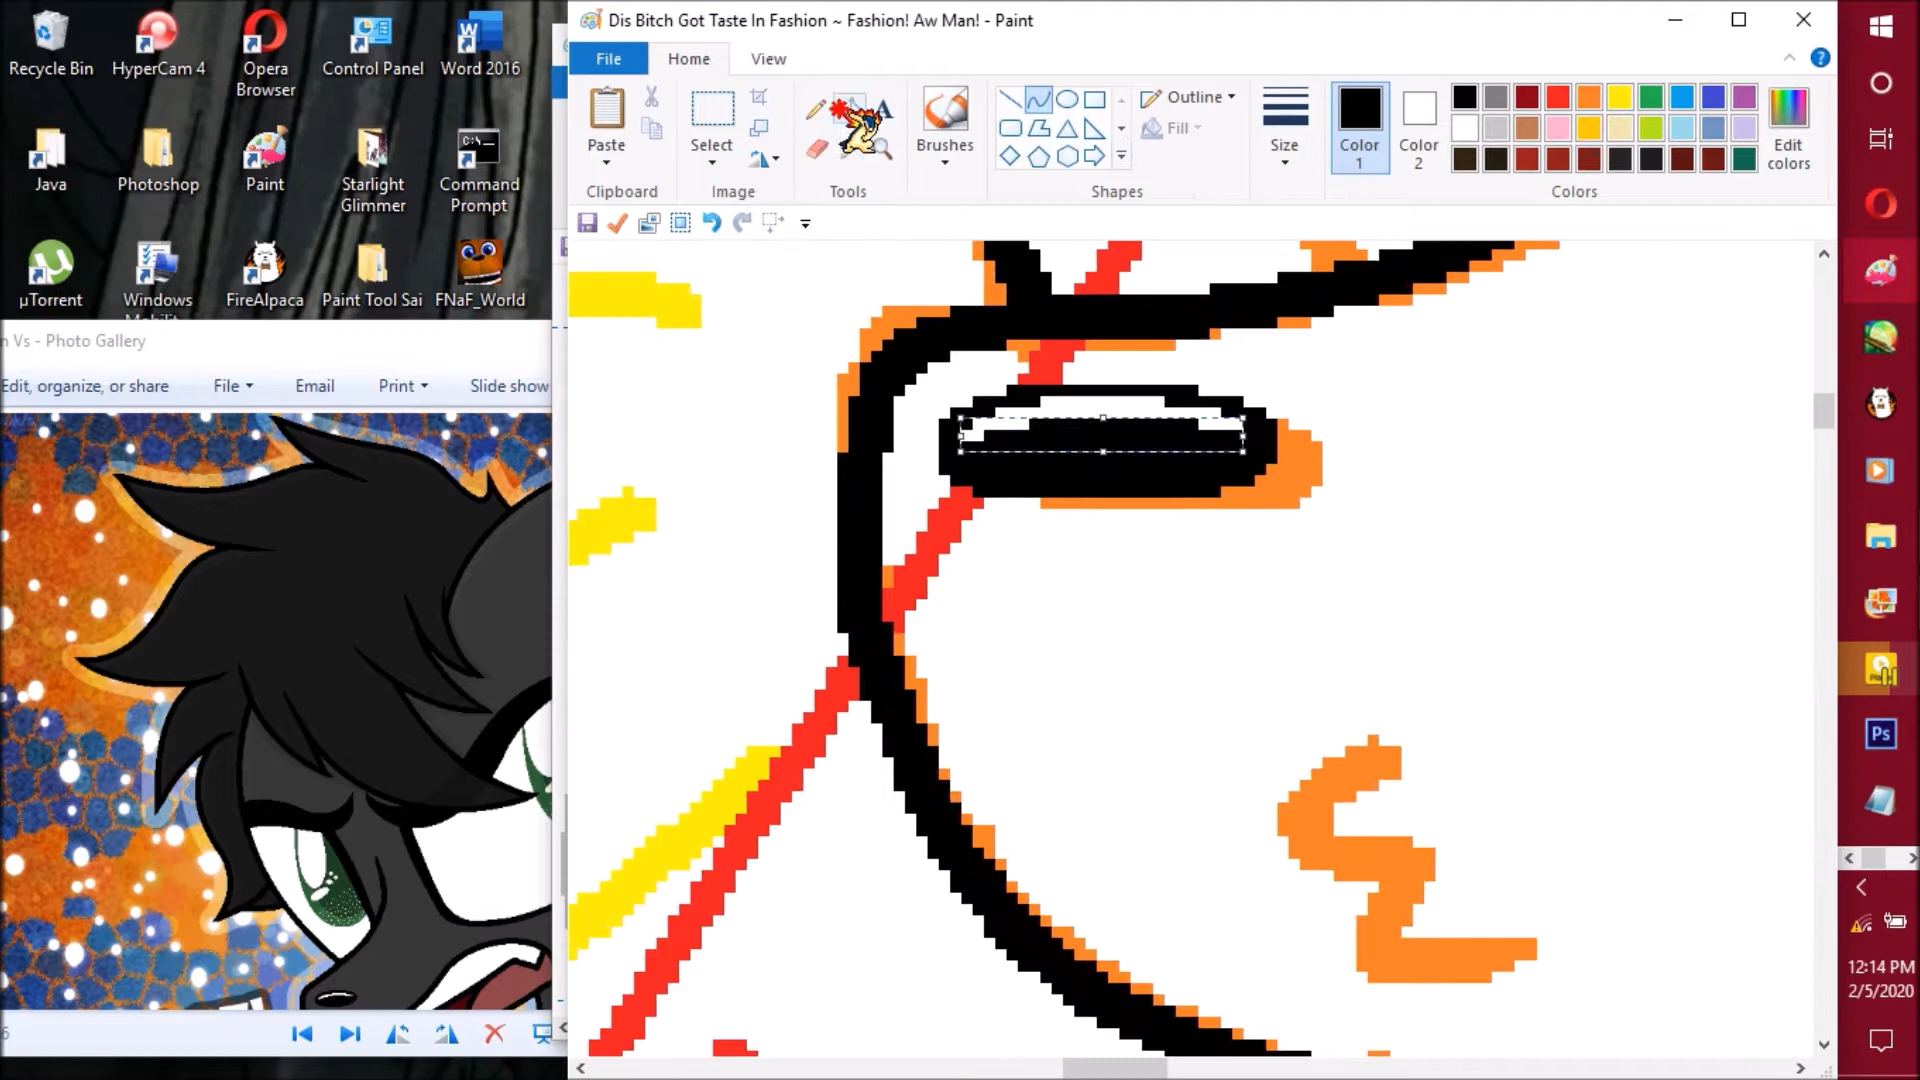 Recycle Bin
HyperCam 4
Opera Browser
Control Panel
Word 2016
Java
Photoshop
Paint
Starlight Glimmer
Command Prompt
µTorrent
Windows
FireAlpaca
Paint Tool Sai
FNaF_World
n Vs - Photo Gallery
Edit, organize, or share
File
Email
Print
Slide show
Dis Bitch Got Taste In Fashion ~ Fashion! Aw Man! - Paint
File
Home
View
Paste
Select
Brushes
Outline
Fill
Size
Color 1
Color 2
Edit colors
Clipboard
Image
Tools
Shapes
Colors
Ps
12:14 PM
2/5/2020